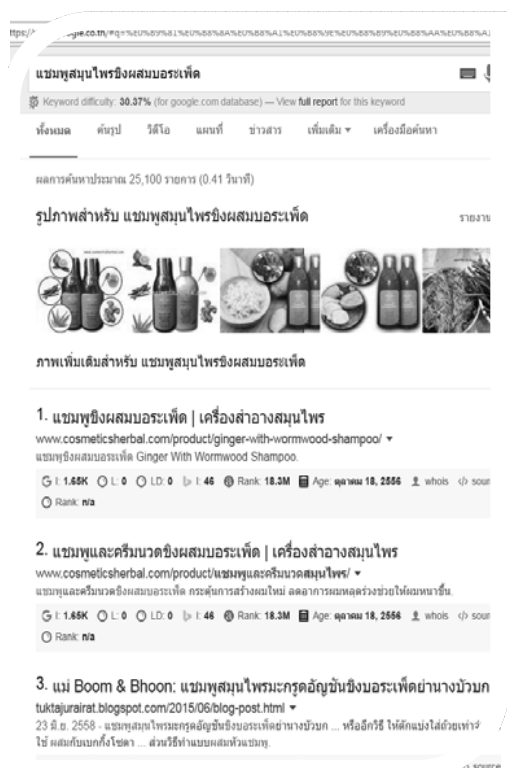 แชมพูสมุนไพรขิงผสมบอระเพ็ด
Keyword difficulty: 30.37% (for google.com database) — View full report for this keyword
ทั้งหมด ค้นรูป วิดีโอ แผนที่ ข่าวสาร เพิ่มเติม ▾ เครื่องมือค้นหา
ผลการค้นหาประมาณ 25,100 รายการ (0.41 วินาที)
รูปภาพสำหรับ แชมพูสมุนไพรขิงผสมบอระเพ็ด รายงาน
ภาพเพิ่มเติมสำหรับ แชมพูสมุนไพรขิงผสมบอระเพ็ด
1. แชมพูขิงผสมบอระเพ็ด | เครื่องสำอางสมุนไพร
www.cosmeticsherbal.com/product/ginger-with-wormwood-shampoo/ ▾
แชมพูขิงผสมบอระเพ็ด Ginger With Wormwood Shampoo.
I: 1.65K L: 0 LD: 0 I: 46 Rank: 18.3M Age: ตุลาคม 18, 2556 whois sour
Rank: n/a
2. แชมพูและครีมนวดขิงผสมบอระเพ็ด | เครื่องสำอางสมุนไพร
www.cosmeticsherbal.com/product/แชมพูและครีมนวดสมุนไพร/ ▾
แชมพูและครีมนวดขิงผสมบอระเพ็ด กระตุ้นการสร้างผมใหม่ ลดอาการผมหลุดร่วงช่วยให้ผมหนาขึ้น.
I: 1.65K L: 0 LD: 0 I: 46 Rank: 18.3M Age: ตุลาคม 18, 2556 whois sour
Rank: n/a
3. แม่ Boom & Bhoon: แชมพูสมุนไพรมะกรูดอัญชันขิงบอระเพ็ดย่านางบัวบก
tuktajurairat.blogspot.com/2015/06/blog-post.html ▾
23 มิ.ย. 2558 - แชมพูสมุนไพรมะกรูดอัญชันขิงบอระเพ็ดย่านางบัวบก ... หรืออีกวิธี ให้ตักแบ่งใส่ถ้วยเท่าที่
ใช้ ผสมกับเบกกิ้งโซดา ... ส่วนวิธีทำแบบผสมหัวแชมพู.
source